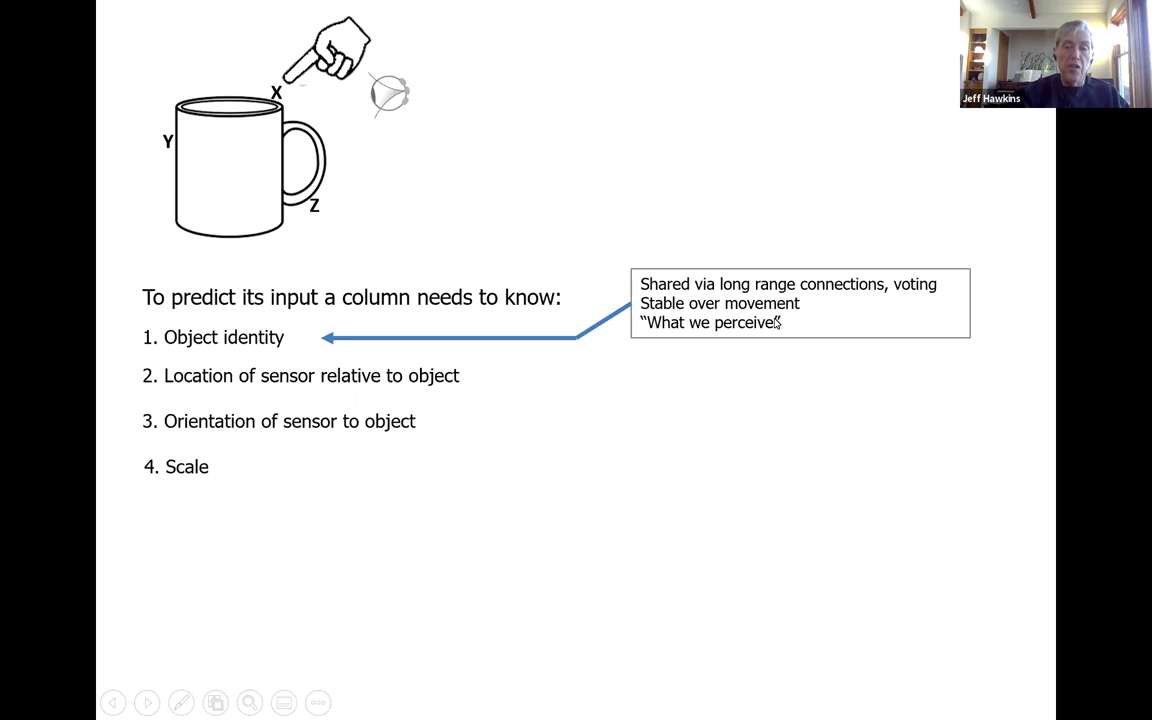 X
Y
Z
Jeff Hawkins
To predict its input a column needs to know:
1. Object identity
2. Location of sensor relative to object
3. Orientation of sensor to object
4. Scale
Shared via long range connections, voting
Stable over movement
“What we perceive”